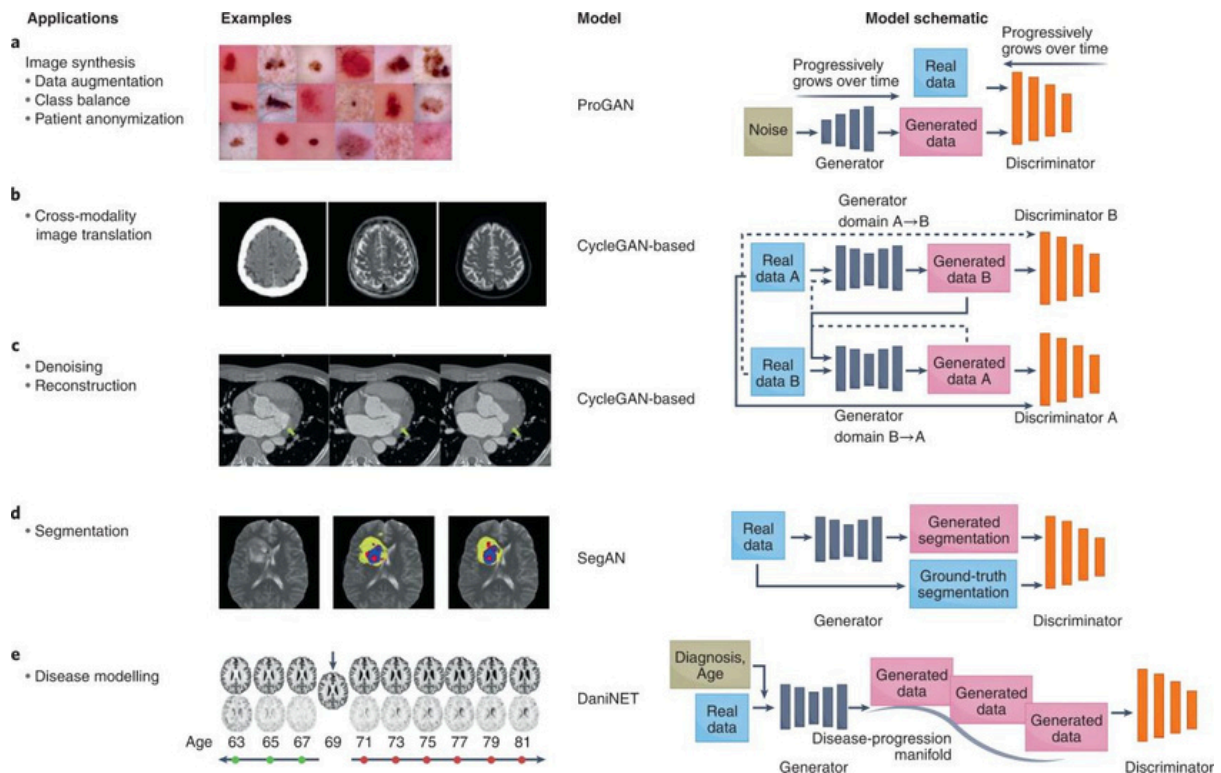 Applications
Examples
Model
Model schematic
a
Image synthesis
• Data augmentation
• Class balance
• Patient anonymization
ProGAN
Progressively
grows over time
Progressively
grows over time
Real
data
Noise
Generated
data
Generator
Discriminator
b
• Cross-modality
image translation
CycleGAN-based
Generator
domain A→B
Discriminator B
Real
data A
Generated
data B
c
• Denoising
• Reconstruction
CycleGAN-based
Real
data B
Generated
data A
Generator
domain B→A
Discriminator A
d
• Segmentation
SegAN
Real
data
Generated
segmentation
Ground-truth
segmentation
Generator
Discriminator
e
• Disease modelling
Age 63 65 67 69 71 73 75 77 79 81
DaniNET
Diagnosis,
Age
Real
data
Generated
data
Generated
data
Generated
data
Disease-progression
manifold
Generator
Discriminator